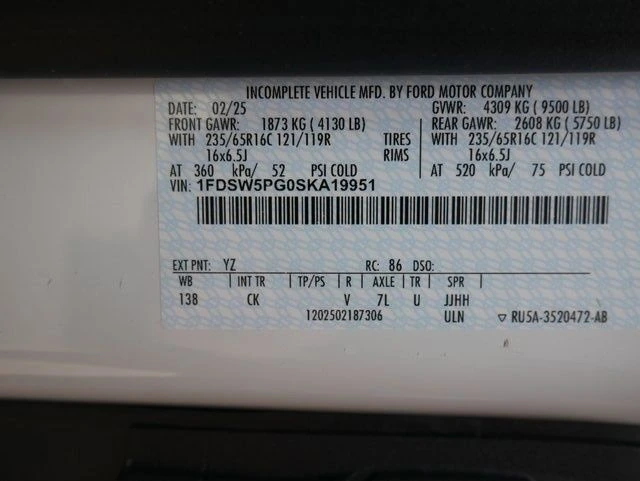 INCOMPLETE VEHICLE MFD. BY FORD MOTOR COMPANY
DATE: 02/25 GVWR: 4309 KG ( 9500 LB)
FRONT GAWR: 1873 KG ( 4130 LB) REAR GAWR: 2608 KG ( 5750 LB)
WITH 235/65R16C 121/119R TIRES WITH 235/65R16C 121/119R
16x6.5J RIMS 16x6.5J
AT 360 kPa/ 52 PSI COLD AT 520 kPa/ 75 PSI COLD
VIN: 1FDSW5PG0SKA19951
EXT PNT: YZ RC: 86 DSO:
WB | INT TR | TP/PS | R | AXLE | TR | SPR
138 CK V 7L U JJHH
1202502187306 ULN ▽ RU5A-3520472-AB